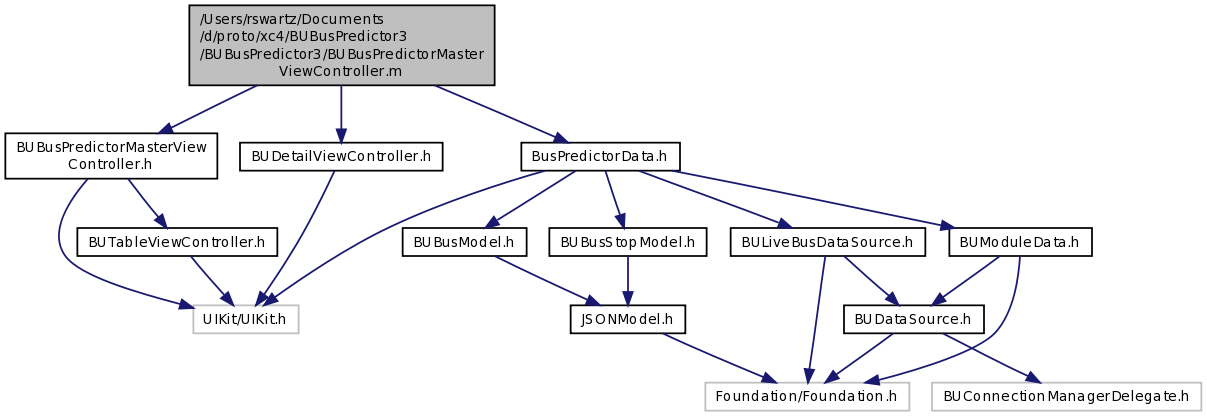 /Users/rswartz/Documents
/d/proto/xc4/BUBusPredictor3
/BUBusPredictor3/BUBusPredictorMaster
ViewController.m
BUBusPredictorMasterView
Controller.h
BUDetailViewController.h
BusPredictorData.h
BUTableViewController.h
BUBusModel.h
BUBusStopModel.h
BULiveBusDataSource.h
BUModuleData.h
UIKit/UIKit.h
JSONModel.h
BUDataSource.h
Foundation/Foundation.h
BUConnectionManagerDelegate.h